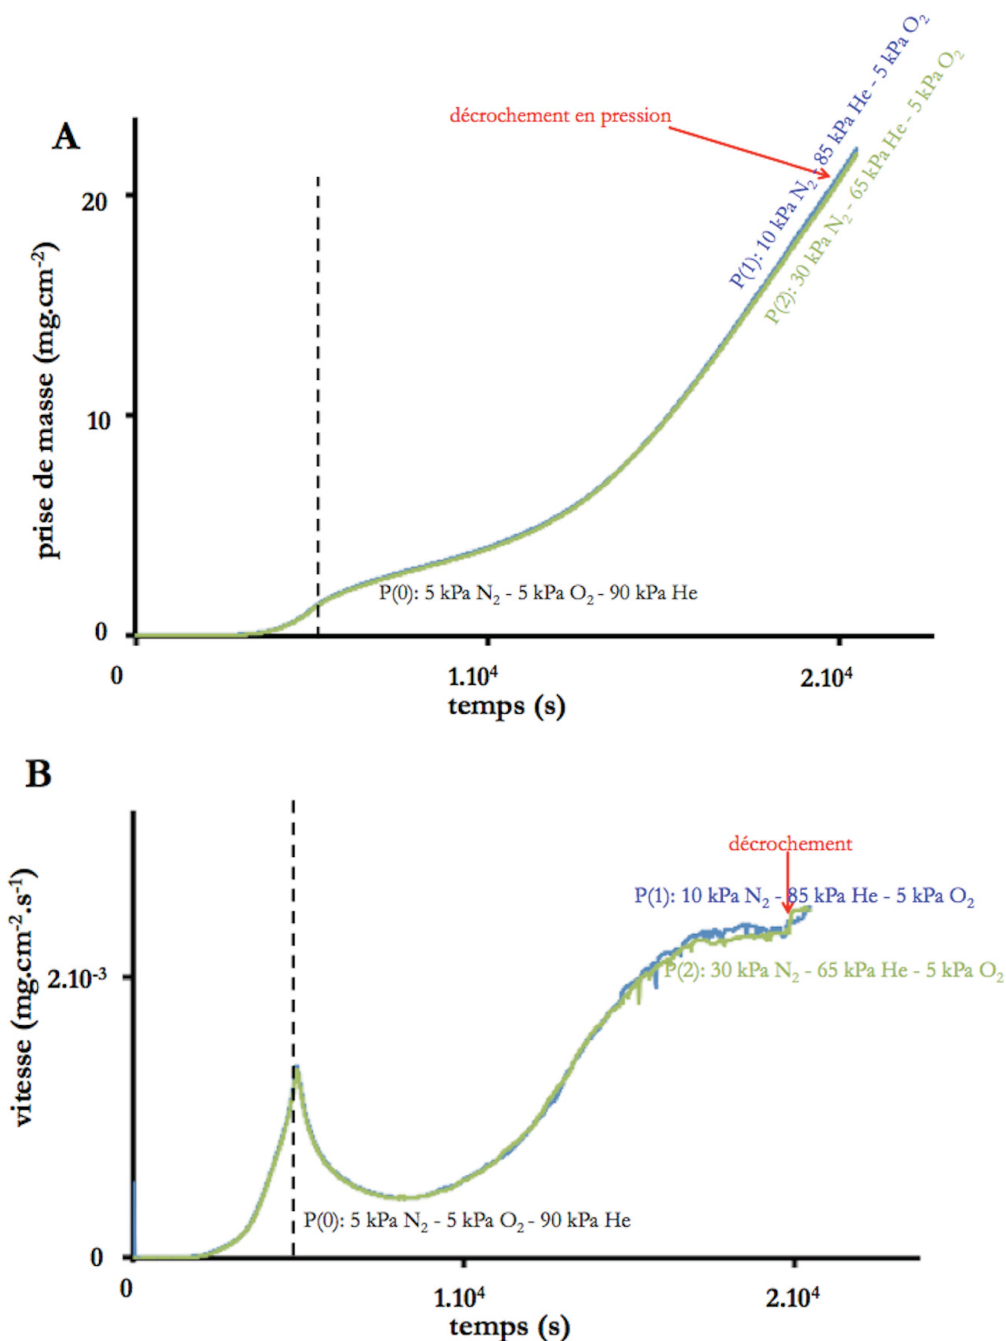 A
décrochement en pression
P(1): 10 kPa N₂ - 85 kPa He - 5 kPa O₂
P(2): 30 kPa N₂ - 65 kPa He - 5 kPa O₂
20
10
0
prise de masse (mg.cm⁻²)
P(0): 5 kPa N₂ - 5 kPa O₂ - 90 kPa He
0
1.10⁴
2.10⁴
temps (s)
B
décrochement
P(1): 10 kPa N₂ - 85 kPa He - 5 kPa O₂
P(2): 30 kPa N₂ - 65 kPa He - 5 kPa O₂
2.10⁻³
vitesse (mg.cm⁻².s⁻¹)
P(0): 5 kPa N₂ - 5 kPa O₂ - 90 kPa He
0
0
1.10⁴
2.10⁴
temps (s)